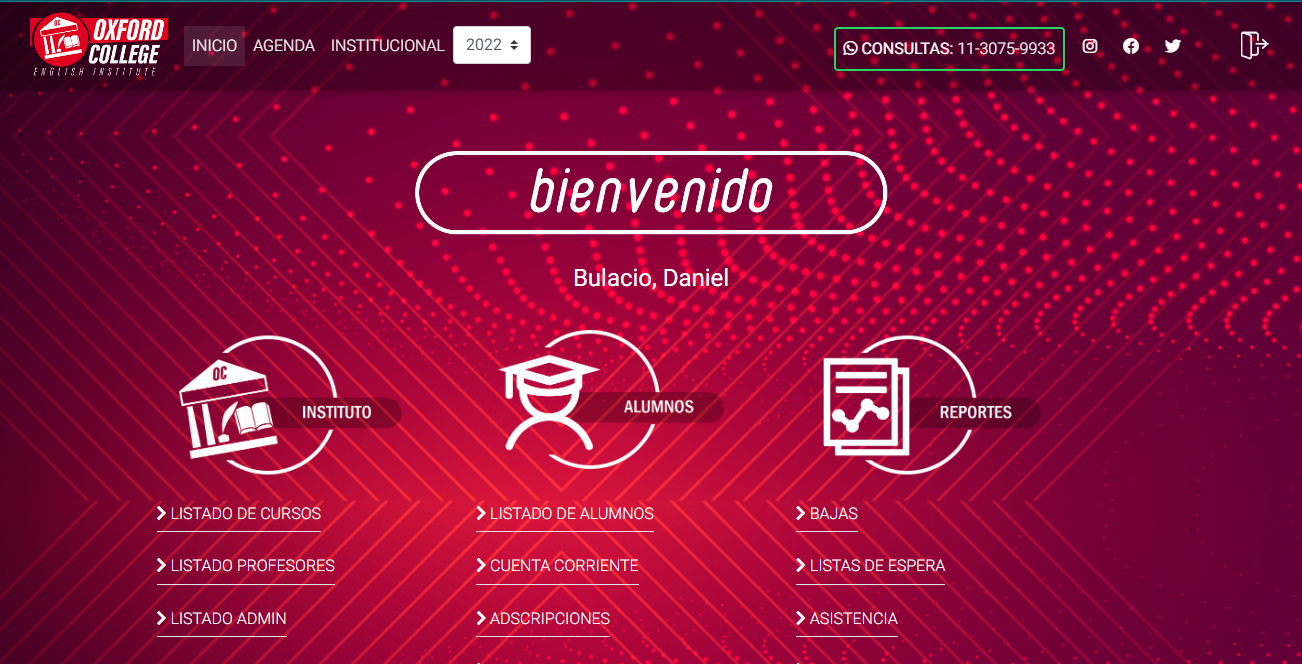 OC
OXFORD
COLLEGE
ENGLISH INSTITUTE
INICIO AGENDA INSTITUCIONAL 2022
CONSULTAS: 11-3075-9933
bienvenido
Bulacio, Daniel
OC
INSTITUTO
ALUMNOS
REPORTES
LISTADO DE CURSOS
LISTADO PROFESORES
LISTADO ADMIN
LISTADO DE ALUMNOS
CUENTA CORRIENTE
ADSCRIPCIONES
BAJAS
LISTAS DE ESPERA
ASISTENCIA